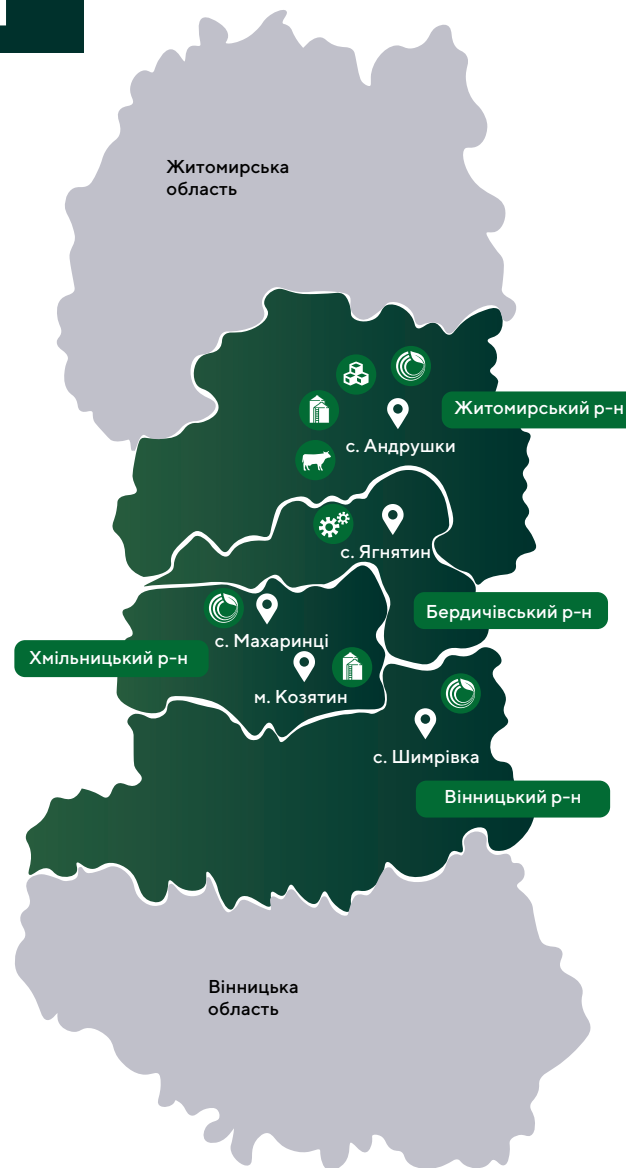 Житомирська
область
Житомирський р-н
с. Андрушки
с. Ягнятин
Бердичівський р-н
с. Махаринці
Хмільницький р-н
м. Козятин
с. Шимрівка
Вінницький р-н
Вінницька
область